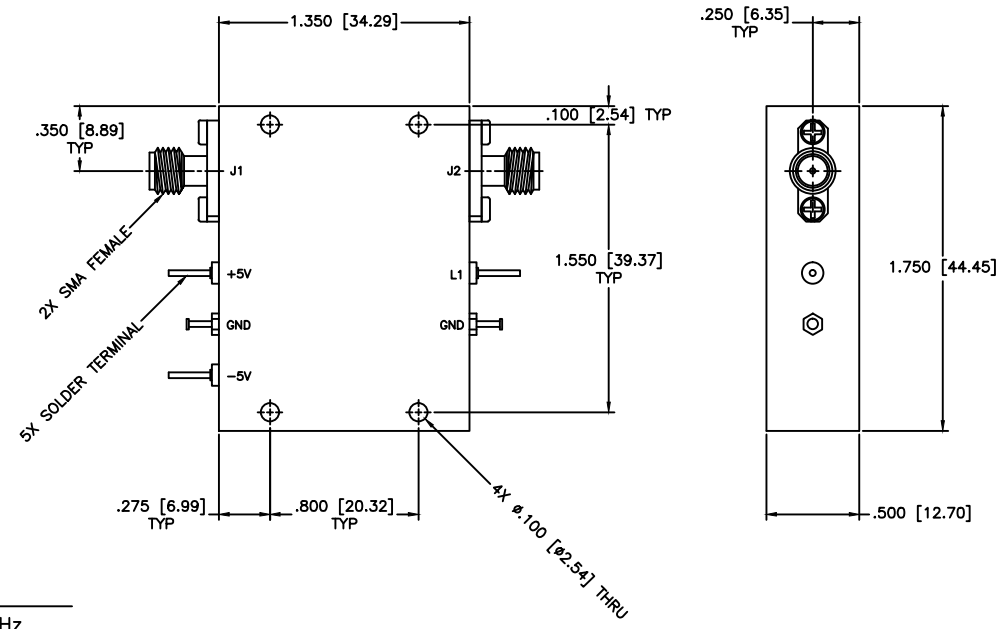 1.350 [34.29]
.250 [6.35]
TYP
.350 [8.89]
TYP
.100 [2.54] TYP
J1
J2
2X SMA FEMALE
1.550 [39.37]
TYP
1.750 [44.45]
+5V
L1
GND
GND
5X SOLDER TERMINAL
-5V
.275 [6.99]
TYP
.800 [20.32]
TYP
4X ø.100 [ø2.54] THRU
.500 [12.70]
Hz